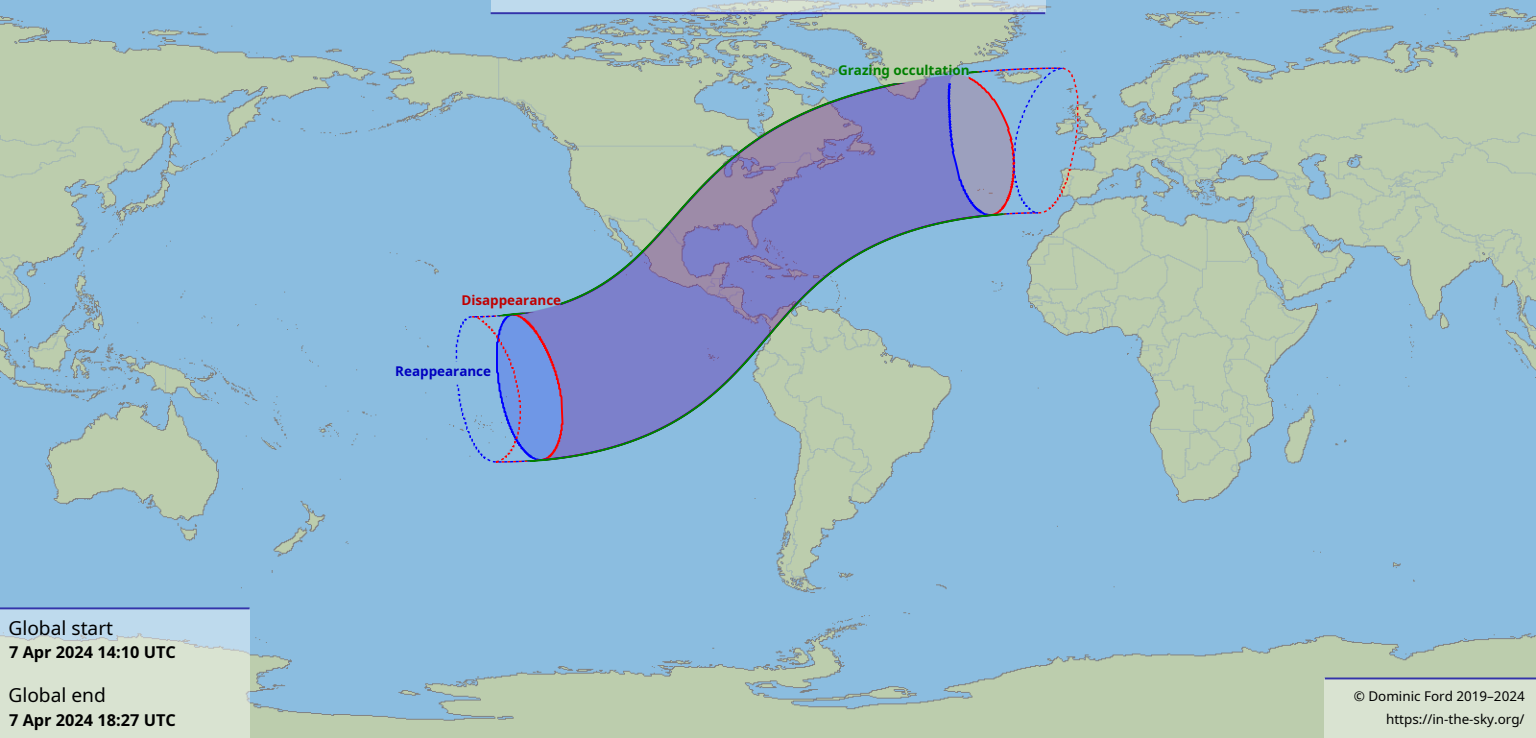 Grazing occultation
Disappearance
Reappearance
Global start
7 Apr 2024 14:10 UTC
Global end
7 Apr 2024 18:27 UTC
© Dominic Ford 2019–2024
https://in-the-sky.org/